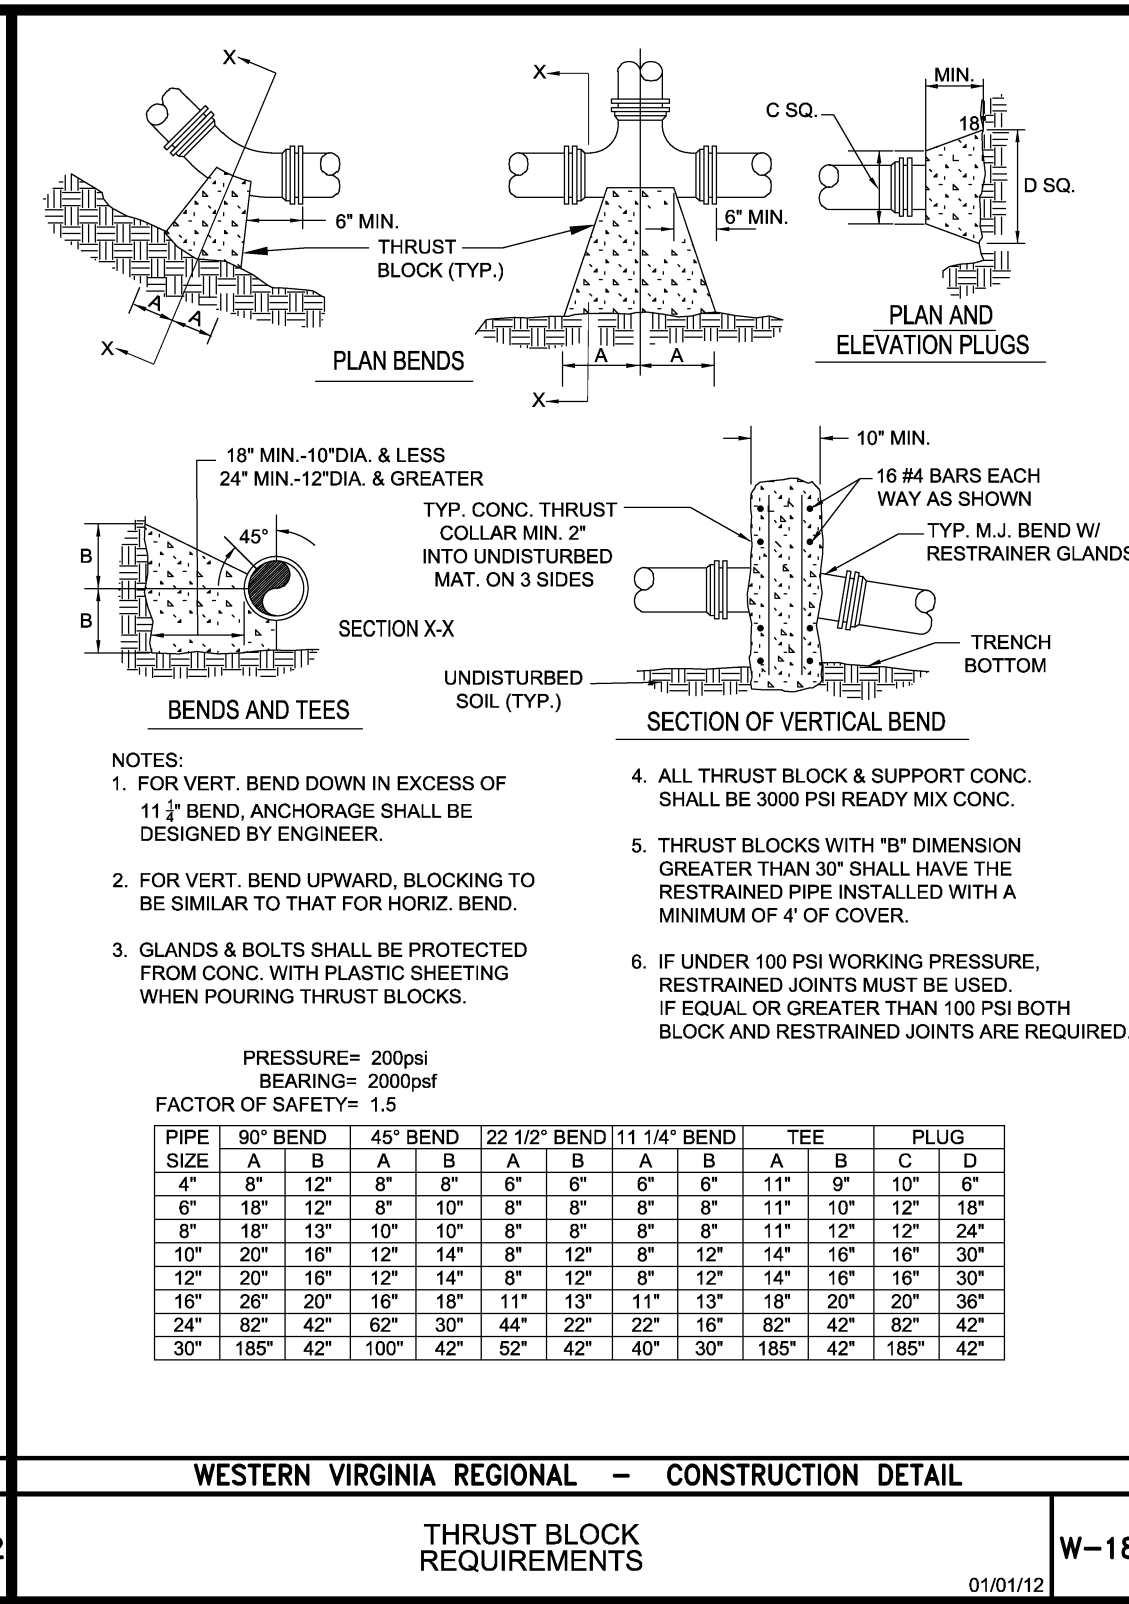 X
6" MIN.
THRUST
BLOCK (TYP.)
A
A
X
PLAN BENDS
X
6" MIN.
A
A
X
MIN.
C SQ.
18"
D SQ.
PLAN AND
ELEVATION PLUGS
18" MIN.-10"DIA. & LESS
24" MIN.-12"DIA. & GREATER
45°
B
B
SECTION X-X
BENDS AND TEES
10" MIN.
16 #4 BARS EACH
WAY AS SHOWN
TYP. CONC. THRUST
COLLAR MIN. 2"
INTO UNDISTURBED
MAT. ON 3 SIDES
TYP. M.J. BEND W/
RESTRAINER GLANDS
TRENCH
BOTTOM
UNDISTURBED
SOIL (TYP.)
SECTION OF VERTICAL BEND
NOTES:
1. FOR VERT. BEND DOWN IN EXCESS OF
11 1/4" BEND, ANCHORAGE SHALL BE
DESIGNED BY ENGINEER.
2. FOR VERT. BEND UPWARD, BLOCKING TO
BE SIMILAR TO THAT FOR HORIZ. BEND.
3. GLANDS & BOLTS SHALL BE PROTECTED
FROM CONC. WITH PLASTIC SHEETING
WHEN POURING THRUST BLOCKS.
4. ALL THRUST BLOCK & SUPPORT CONC.
SHALL BE 3000 PSI READY MIX CONC.
5. THRUST BLOCKS WITH "B" DIMENSION
GREATER THAN 30" SHALL HAVE THE
RESTRAINED PIPE INSTALLED WITH A
MINIMUM OF 4' OF COVER.
6. IF UNDER 100 PSI WORKING PRESSURE,
RESTRAINED JOINTS MUST BE USED.
IF EQUAL OR GREATER THAN 100 PSI BOTH
BLOCK AND RESTRAINED JOINTS ARE REQUIRED.
PRESSURE= 200psi
BEARING= 2000psf
FACTOR OF SAFETY= 1.5
PIPE 90° BEND 45° BEND 22 1/2° BEND 11 1/4° BEND TEE PLUG
SIZE A B A B A B A B A B C D
4" 8" 12" 8" 8" 6" 6" 6" 6" 11" 9" 10" 6"
6" 18" 12" 8" 10" 8" 8" 8" 8" 11" 10" 12" 18"
8" 18" 13" 10" 10" 8" 8" 8" 8" 11" 12" 12" 24"
10" 20" 16" 12" 14" 8" 12" 8" 12" 14" 16" 16" 30"
12" 20" 16" 12" 14" 8" 12" 8" 12" 14" 16" 16" 30"
16" 26" 20" 16" 18" 11" 13" 11" 13" 18" 20" 20" 36"
24" 82" 42" 62" 30" 44" 22" 22" 16" 82" 42" 82" 42"
30" 185" 42" 100" 42" 52" 42" 40" 30" 185" 42" 185" 42"
WESTERN VIRGINIA REGIONAL – CONSTRUCTION DETAIL
THRUST BLOCK
REQUIREMENTS
01/01/12
W-18